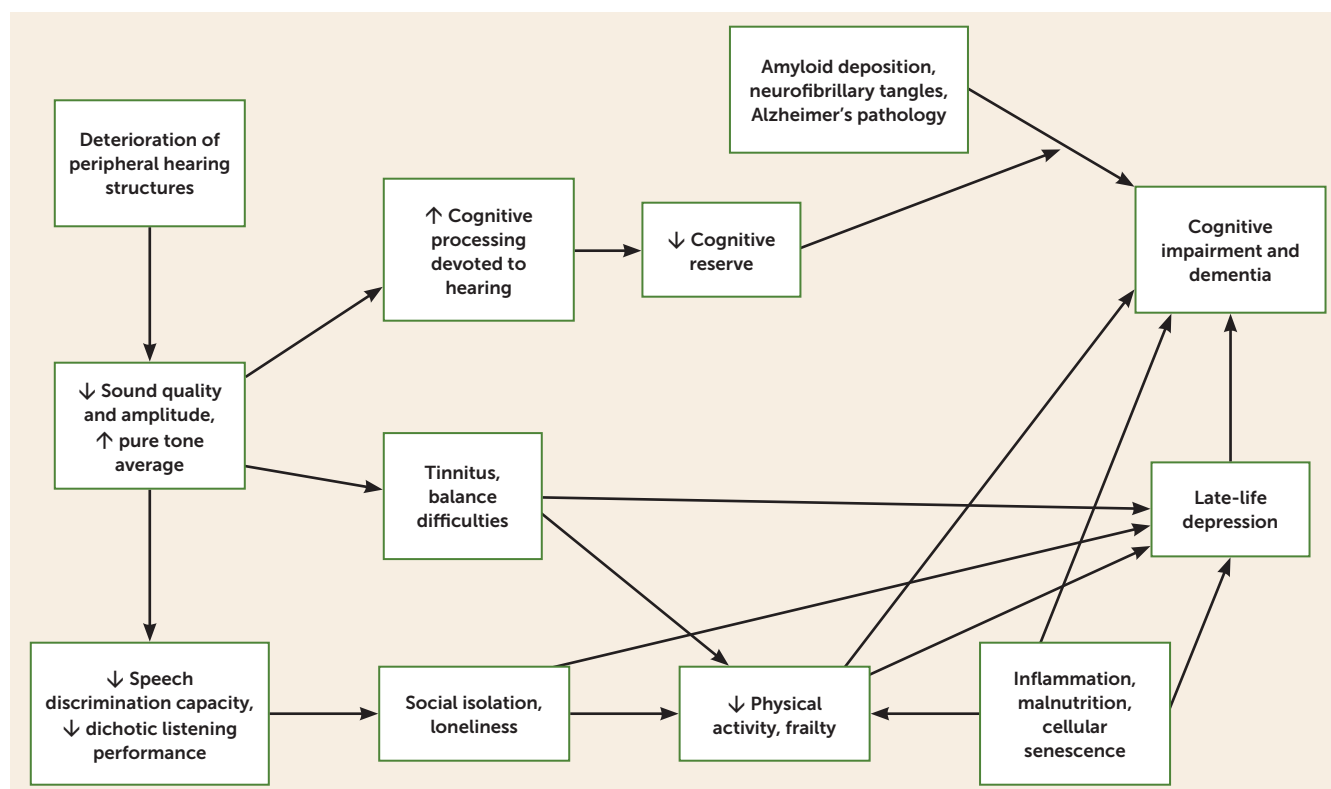 Amyloid deposition,
neurofibrillary tangles,
Alzheimer's pathology
Deterioration of
peripheral hearing
structures
↑ Cognitive
processing
devoted to
hearing
↓ Cognitive
reserve
Cognitive
impairment and
dementia
↓ Sound quality
and amplitude,
↑ pure tone
average
Tinnitus,
balance
difficulties
Late-life
depression
↓ Speech
discrimination capacity,
↓ dichotic listening
performance
Social isolation,
loneliness
↓ Physical
activity, frailty
Inflammation,
malnutrition,
cellular
senescence